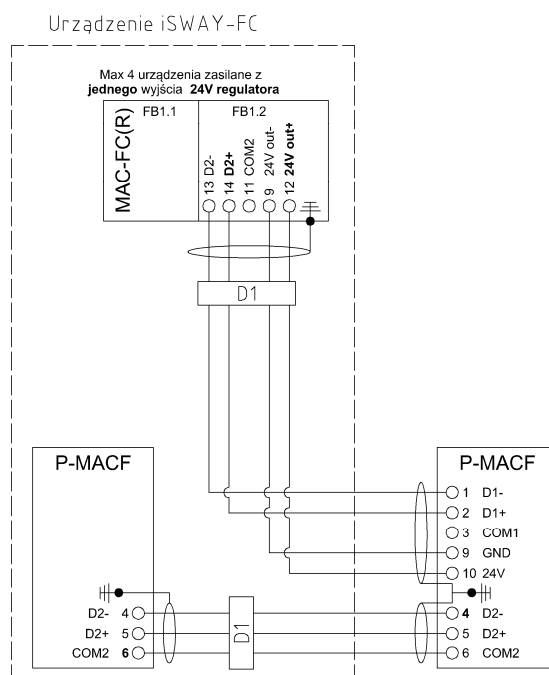 Urządzenie iSWAY-FC
Max 4 urządzenia zasilane z
jednego wyjścia 24V regulatora
MAC-FC(R)
FB1.1
FB1.2
13 D2-
14 D2+
11 COM2
9 24V out-
12 24V out+
D1
P-MACF
D2- 4
D2+ 5
COM2 6
D1
P-MACF
1 D1-
2 D1+
3 COM1
9 GND
10 24V
4 D2-
5 D2+
6 COM2